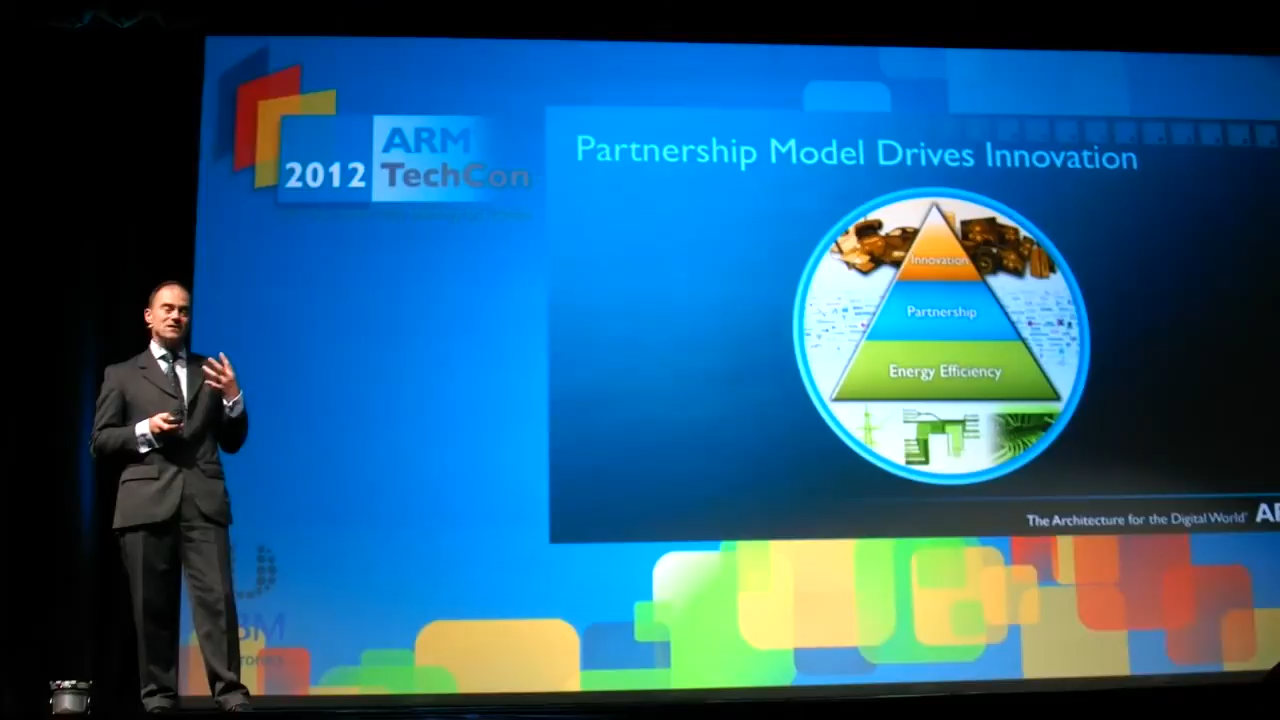 ARM
2012 TechCon
Partnership Model Drives Innovation
Innovation
Partnership
Energy Efficiency
The Architecture for the Digital World®